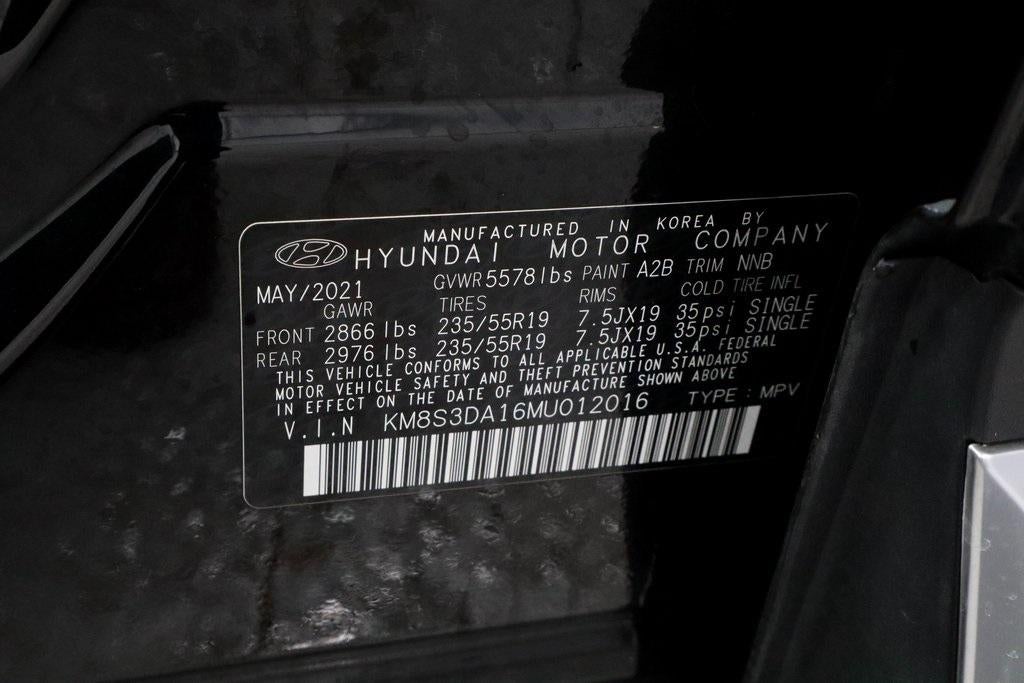 MANUFACTURED IN KOREA BY
HYUNDAI MOTOR COMPANY
MAY/2021 GVWR 5578 lbs PAINT A2B TRIM NNB
GAWR TIRES RIMS COLD TIRE INFL
FRONT 2866 lbs 235/55R19 7.5JX19 35psi SINGLE
REAR 2976 lbs 235/55R19 7.5JX19 35psi SINGLE
THIS VEHICLE CONFORMS TO ALL APPLICABLE U.S.A. FEDERAL
MOTOR VEHICLE SAFETY AND THEFT PREVENTION STANDARDS
IN EFFECT ON THE DATE OF MANUFACTURE SHOWN ABOVE
V.I.N KM8S3DA16MU012016 TYPE : MPV